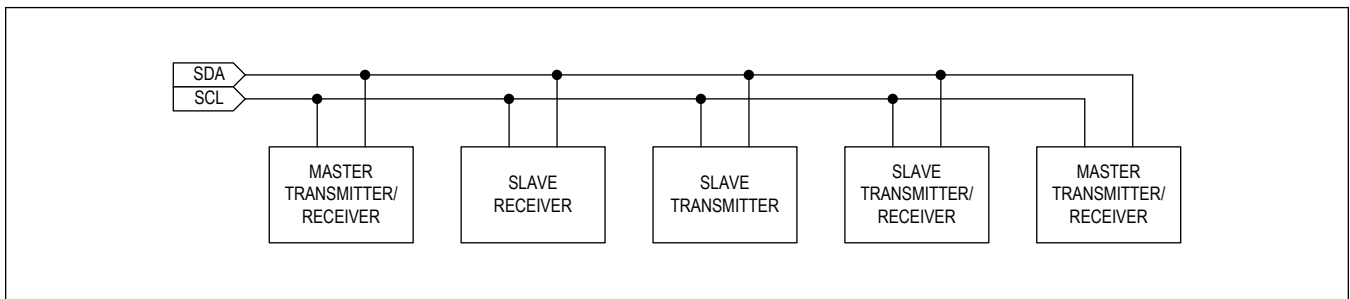 SDA
SCL
MASTER
TRANSMITTER/
RECEIVER
SLAVE
RECEIVER
SLAVE
TRANSMITTER
SLAVE
TRANSMITTER/
RECEIVER
MASTER
TRANSMITTER/
RECEIVER